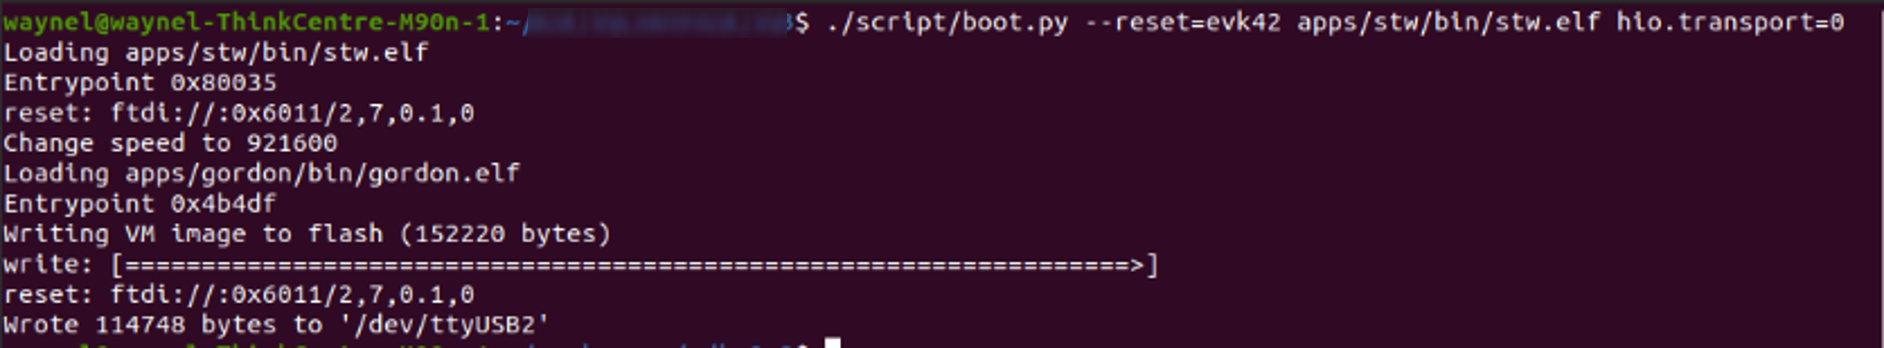 waynel@waynel-ThinkCentre-M90n-1:~/ $ ./script/boot.py --reset=evk42 apps/stw/bin/stw.elf hio.transport=0
Loading apps/stw/bin/stw.elf
Entrypoint 0x80035
reset: ftdi://:0x6011/2,7,0.1,0
Change speed to 921600
Loading apps/gordon/bin/gordon.elf
Entrypoint 0x4b4df
Writing VM image to flash (152220 bytes)
write: [==================================================================>]
reset: ftdi://:0x6011/2,7,0.1,0
Wrote 114748 bytes to '/dev/ttyUSB2'